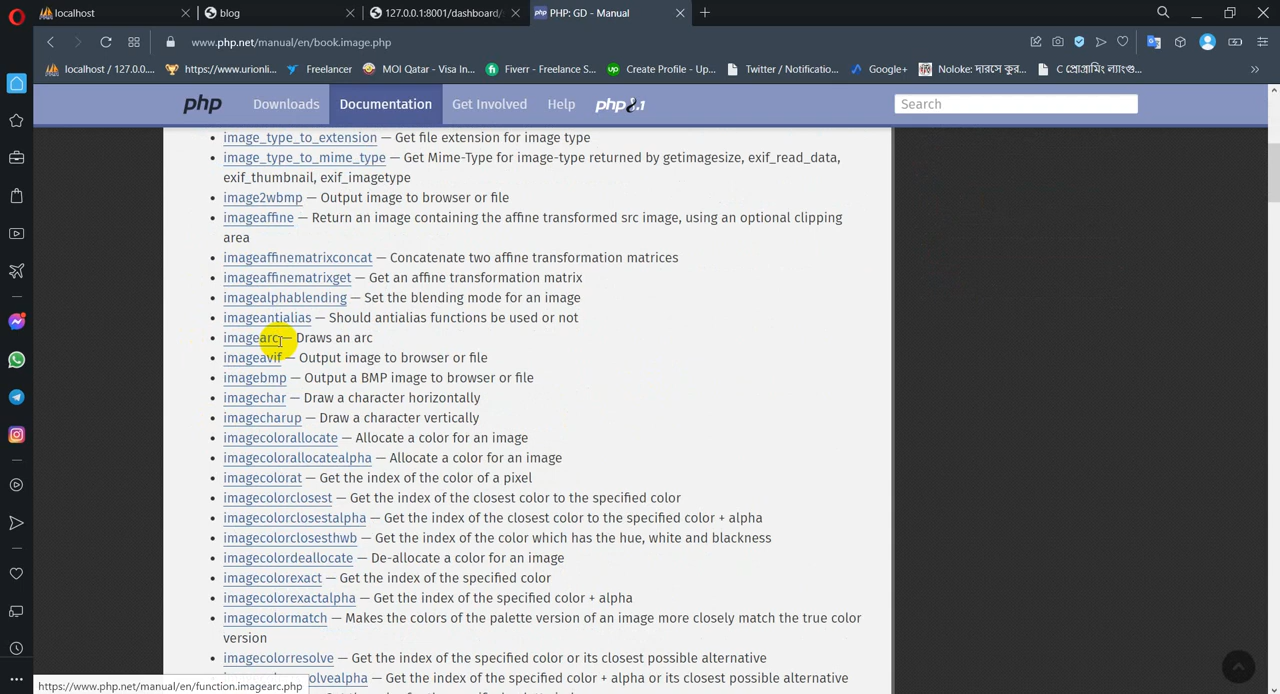 localhost
blog
127.0.0.1:8001/dashboard/
php PHP: GD - Manual
www.php.net/manual/en/book.image.php
localhost / 127.0.0....
https://www.urionli...
Freelancer
MOI Qatar - Visa In...
Fiverr - Freelance S...
Create Profile - Up...
Twitter / Notificatio...
Google+
Noloke: দারসে কুর...
C প্রোগ্রামিং ল্যাংগু...
php
Downloads
Documentation
Get Involved
Help
php8.1
Search
image_type_to_extension — Get file extension for image type
image_type_to_mime_type — Get Mime-Type for image-type returned by getimagesize, exif_read_data,
exif_thumbnail, exif_imagetype
image2wbmp — Output image to browser or file
imageaffine — Return an image containing the affine transformed src image, using an optional clipping
area
imageaffinematrixconcat — Concatenate two affine transformation matrices
imageaffinematrixget — Get an affine transformation matrix
imagealphablending — Set the blending mode for an image
imageantialias — Should antialias functions be used or not
imagearc — Draws an arc
imageavif — Output image to browser or file
imagebmp — Output a BMP image to browser or file
imagechar — Draw a character horizontally
imagecharup — Draw a character vertically
imagecolorallocate — Allocate a color for an image
imagecolorallocatealpha — Allocate a color for an image
imagecolorat — Get the index of the color of a pixel
imagecolorclosest — Get the index of the closest color to the specified color
imagecolorclosestalpha — Get the index of the closest color to the specified color + alpha
imagecolorclosesthwb — Get the index of the color which has the hue, white and blackness
imagecolordeallocate — De-allocate a color for an image
imagecolorexact — Get the index of the specified color
imagecolorexactalpha — Get the index of the specified color + alpha
imagecolormatch — Makes the colors of the palette version of an image more closely match the true color
version
imagecolorresolve — Get the index of the specified color or its closest possible alternative
vealpha — Get the index of the specified color + alpha or its closest possible alternative
https://www.php.net/manual/en/function.imagearc.php